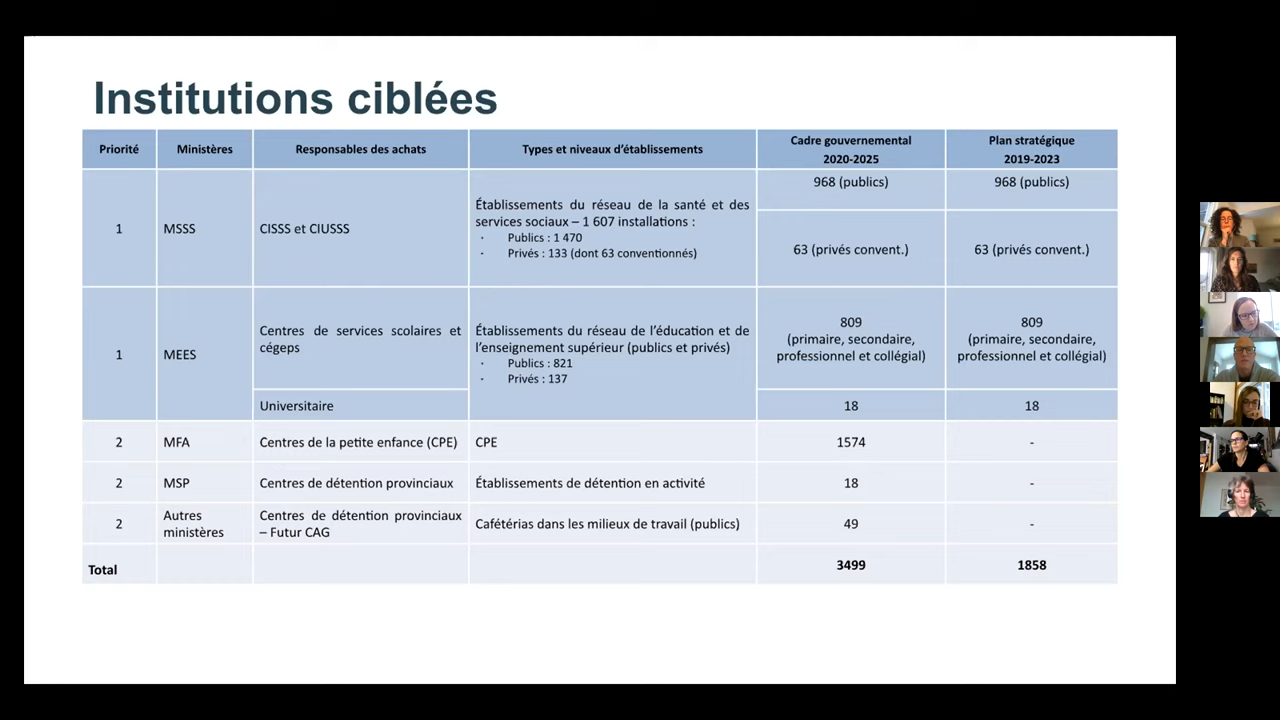 Institutions ciblées
Priorité
Ministères
Responsables des achats
Types et niveaux d’établissements
Cadre gouvernemental
2020-2025
Plan stratégique
2019-2023
1
MSSS
CISSS et CIUSSS
Établissements du réseau de la santé et des
services sociaux – 1 607 installations :
· Publics : 1 470
· Privés : 133 (dont 63 conventionnés)
968 (publics)
968 (publics)
63 (privés convent.)
63 (privés convent.)
1
MEES
Centres de services scolaires et
cégeps
Établissements du réseau de l’éducation et de
l’enseignement supérieur (publics et privés)
· Publics : 821
· Privés : 137
809
(primaire, secondaire,
professionnel et collégial)
809
(primaire, secondaire,
professionnel et collégial)
Universitaire
18
18
2
MFA
Centres de la petite enfance (CPE)
CPE
1574
-
2
MSP
Centres de détention provinciaux
Établissements de détention en activité
18
-
2
Autres
ministères
Centres de détention provinciaux
– Futur CAG
Cafétérias dans les milieux de travail (publics)
49
-
Total
3499
1858